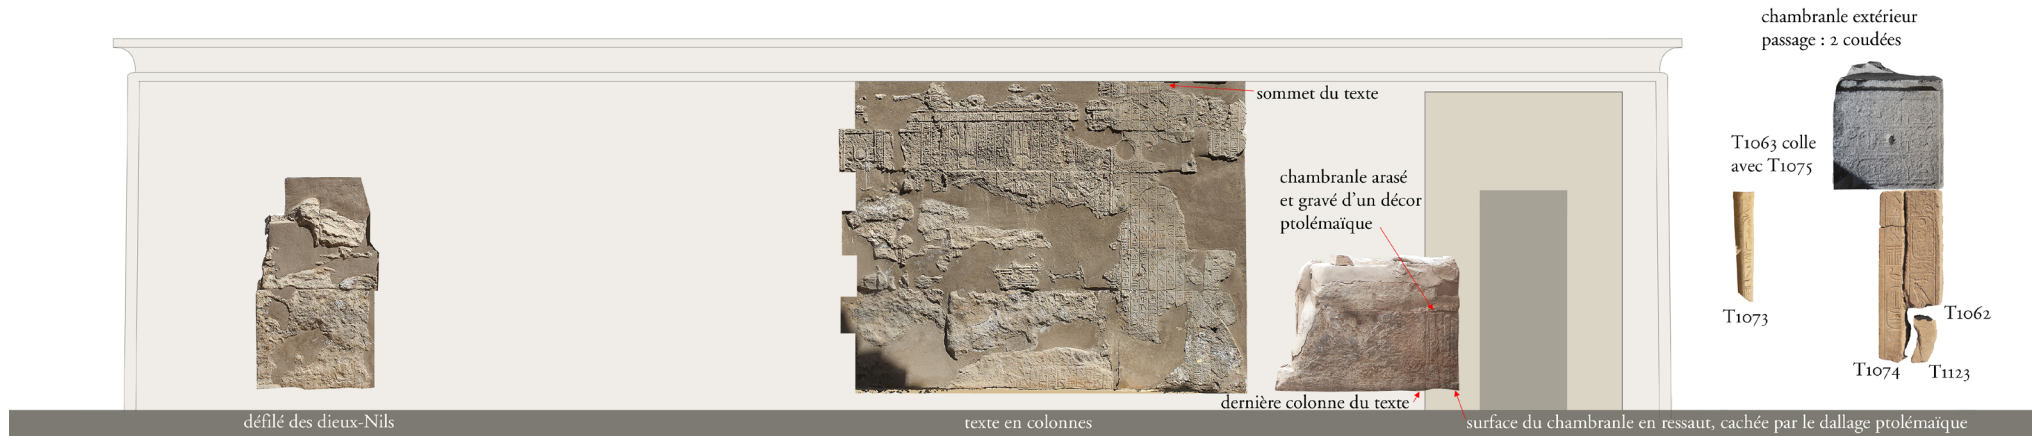 chambranle extérieur
passage : 2 coudées
sommet du texte
T1063 colle
avec T1075
chambranle arasé
et gravé d’un décor
ptolémaïque
T1073
T1062
T1074
T1123
dernière colonne du texte
défilé des dieux-Nils
texte en colonnes
surface du chambranle en ressaut, cachée par le dallage ptolémaïque